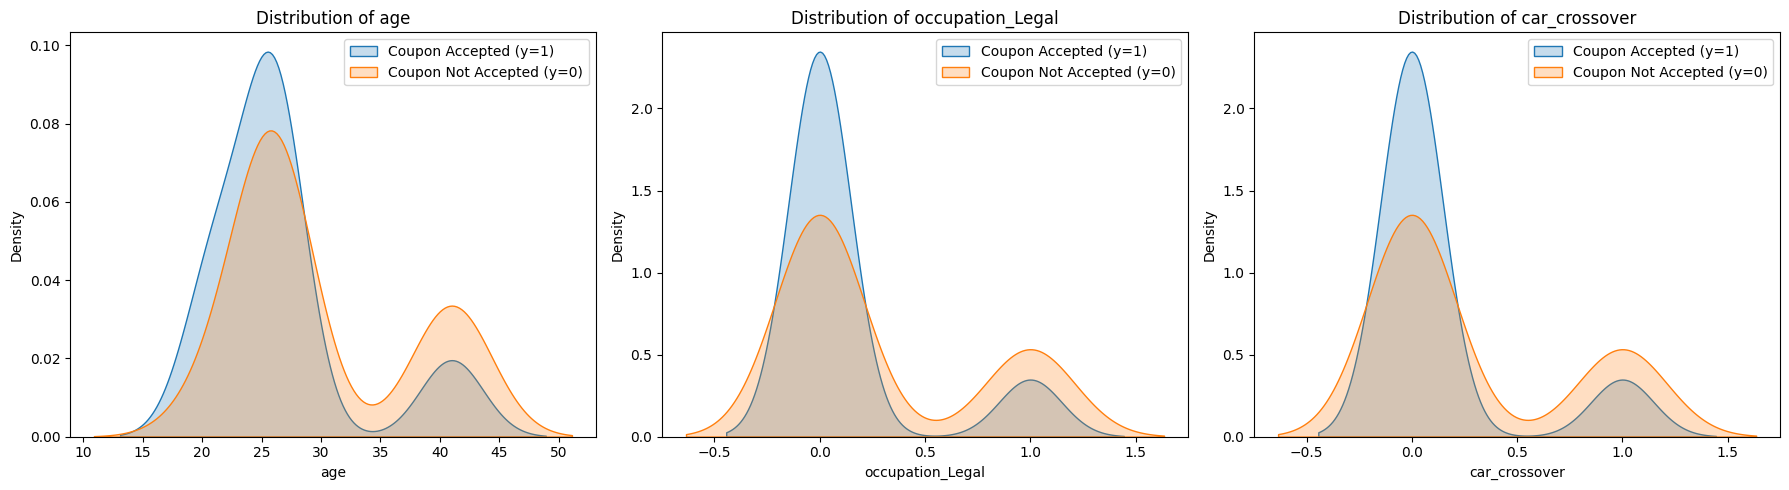 Distribution of age
Coupon Accepted (y=1)
Coupon Not Accepted (y=0)
0.10
0.08
0.06
0.04
0.02
0.00
Density
10 15 20 25 30 35 40 45 50
age
Distribution of occupation_Legal
Coupon Accepted (y=1)
Coupon Not Accepted (y=0)
2.0
1.5
1.0
0.5
0.0
Density
−0.5 0.0 0.5 1.0 1.5
occupation_Legal
Distribution of car_crossover
Coupon Accepted (y=1)
Coupon Not Accepted (y=0)
2.0
1.5
1.0
0.5
0.0
Density
−0.5 0.0 0.5 1.0 1.5
car_crossover